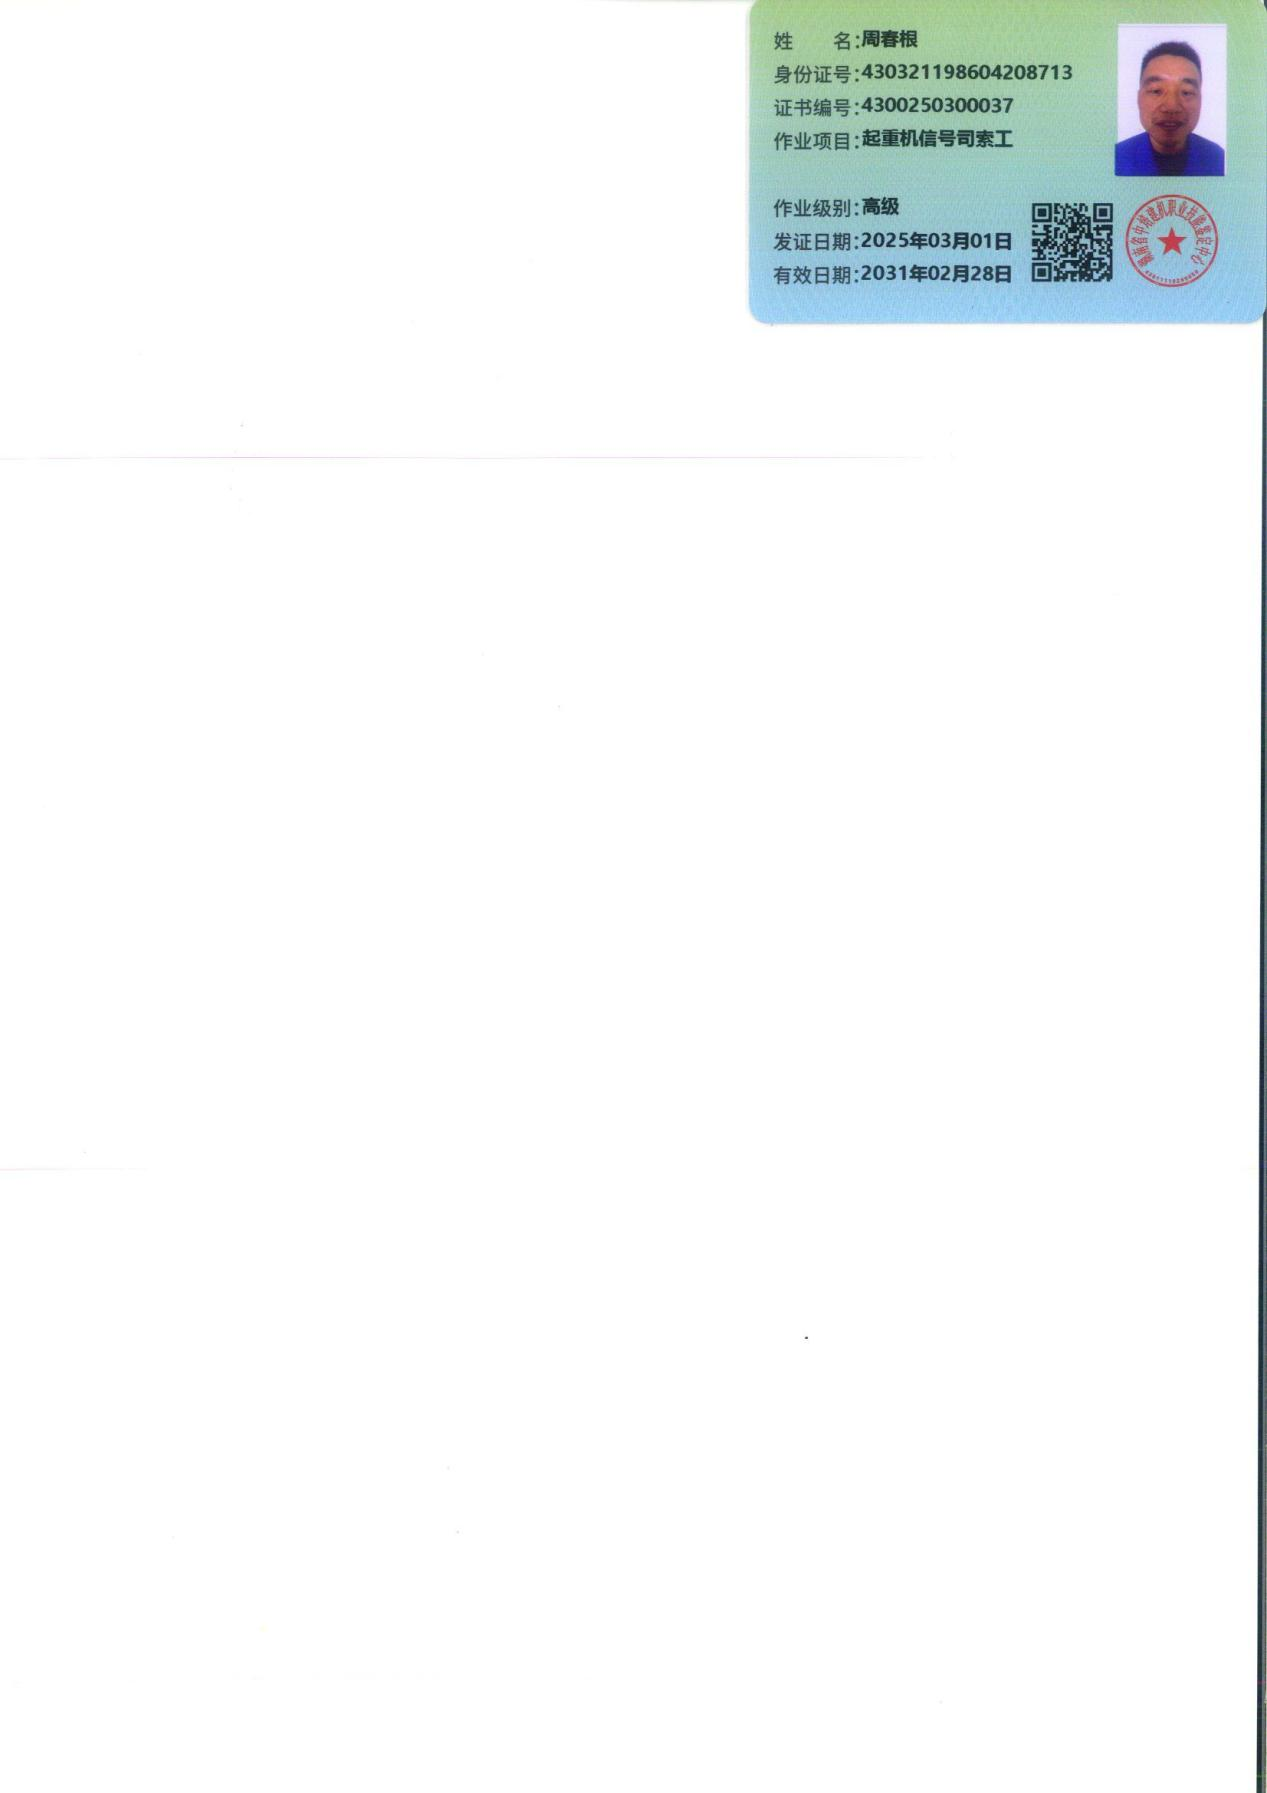 姓　　名:周春根
身份证号:430321198604208713
证书编号:4300250300037
作业项目:起重机信号司索工
作业级别:高级
发证日期:2025年03月01日
有效日期:2031年02月28日